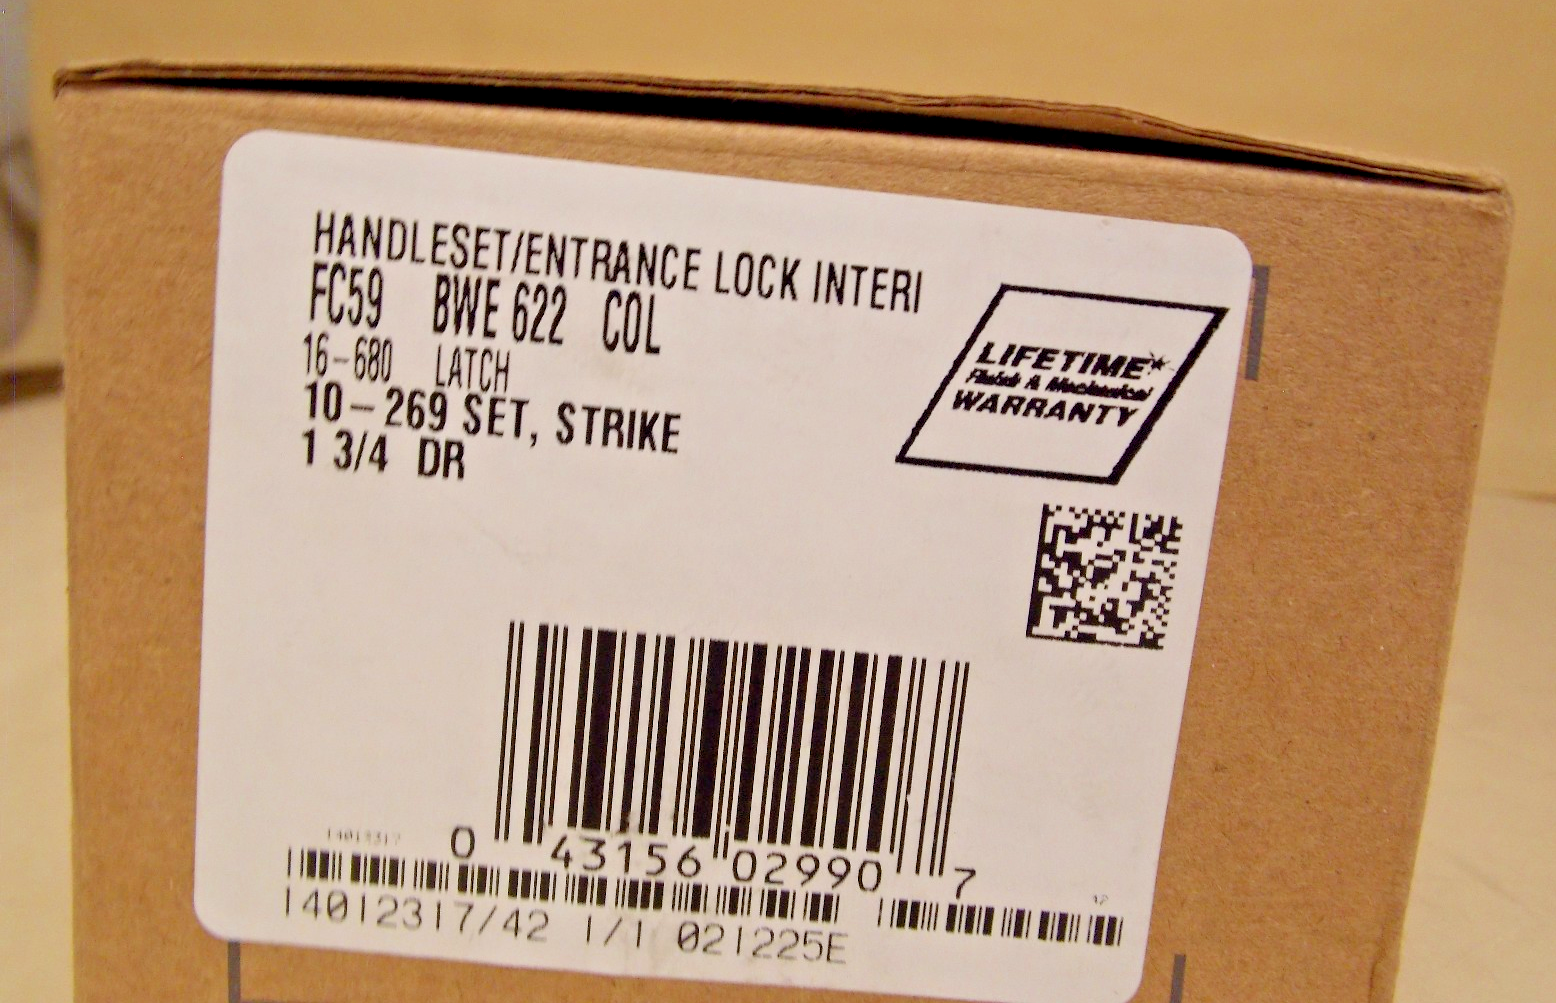 HANDLESET/ENTRANCE LOCK INTERI
FC59 BWE 622 COL
16-680 LATCH
10-269 SET, STRIKE
1 3/4 DR
LIFETIME*
Finish & Mechanical
WARRANTY
0 43156 02990 7
14012317/42 1/1 021225E